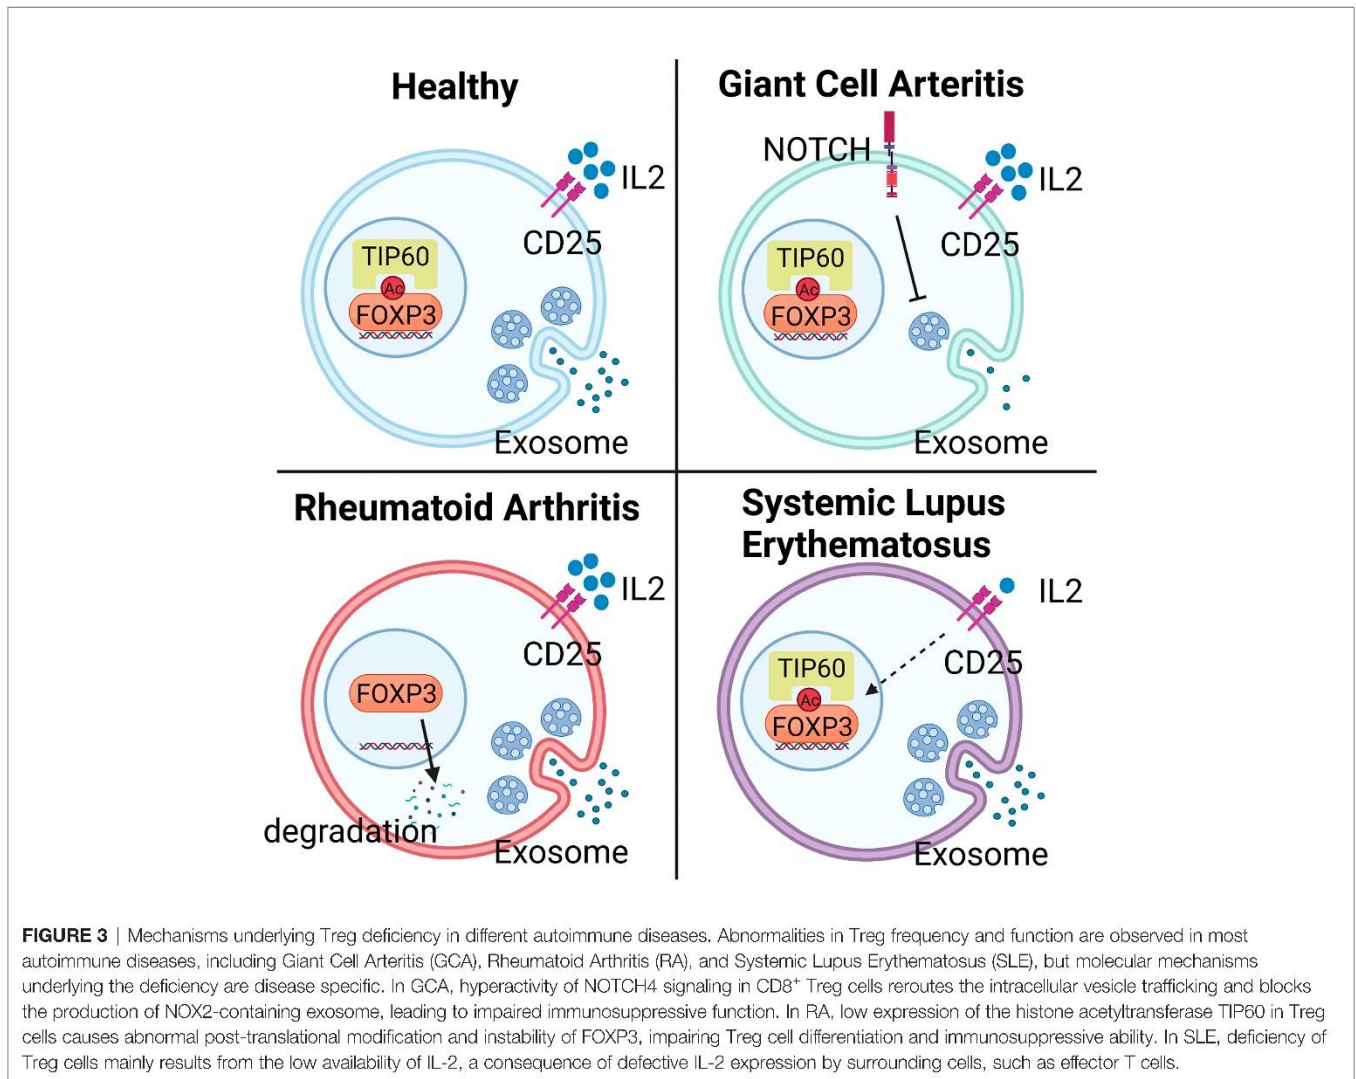 Healthy
IL2
CD25
TIP60
Ac
FOXP3
Exosome
Giant Cell Arteritis
NOTCH
IL2
CD25
TIP60
Ac
FOXP3
Exosome
Rheumatoid Arthritis
IL2
CD25
FOXP3
degradation
Exosome
Systemic Lupus
Erythematosus
IL2
CD25
TIP60
Ac
FOXP3
Exosome
FIGURE 3 | Mechanisms underlying Treg deficiency in different autoimmune diseases. Abnormalities in Treg frequency and function are observed in most
autoimmune diseases, including Giant Cell Arteritis (GCA), Rheumatoid Arthritis (RA), and Systemic Lupus Erythematosus (SLE), but molecular mechanisms
underlying the deficiency are disease specific. In GCA, hyperactivity of NOTCH4 signaling in CD8⁺ Treg cells reroutes the intracellular vesicle trafficking and blocks
the production of NOX2-containing exosome, leading to impaired immunosuppressive function. In RA, low expression of the histone acetyltransferase TIP60 in Treg
cells causes abnormal post-translational modification and instability of FOXP3, impairing Treg cell differentiation and immunosuppressive ability. In SLE, deficiency of
Treg cells mainly results from the low availability of IL-2, a consequence of defective IL-2 expression by surrounding cells, such as effector T cells.